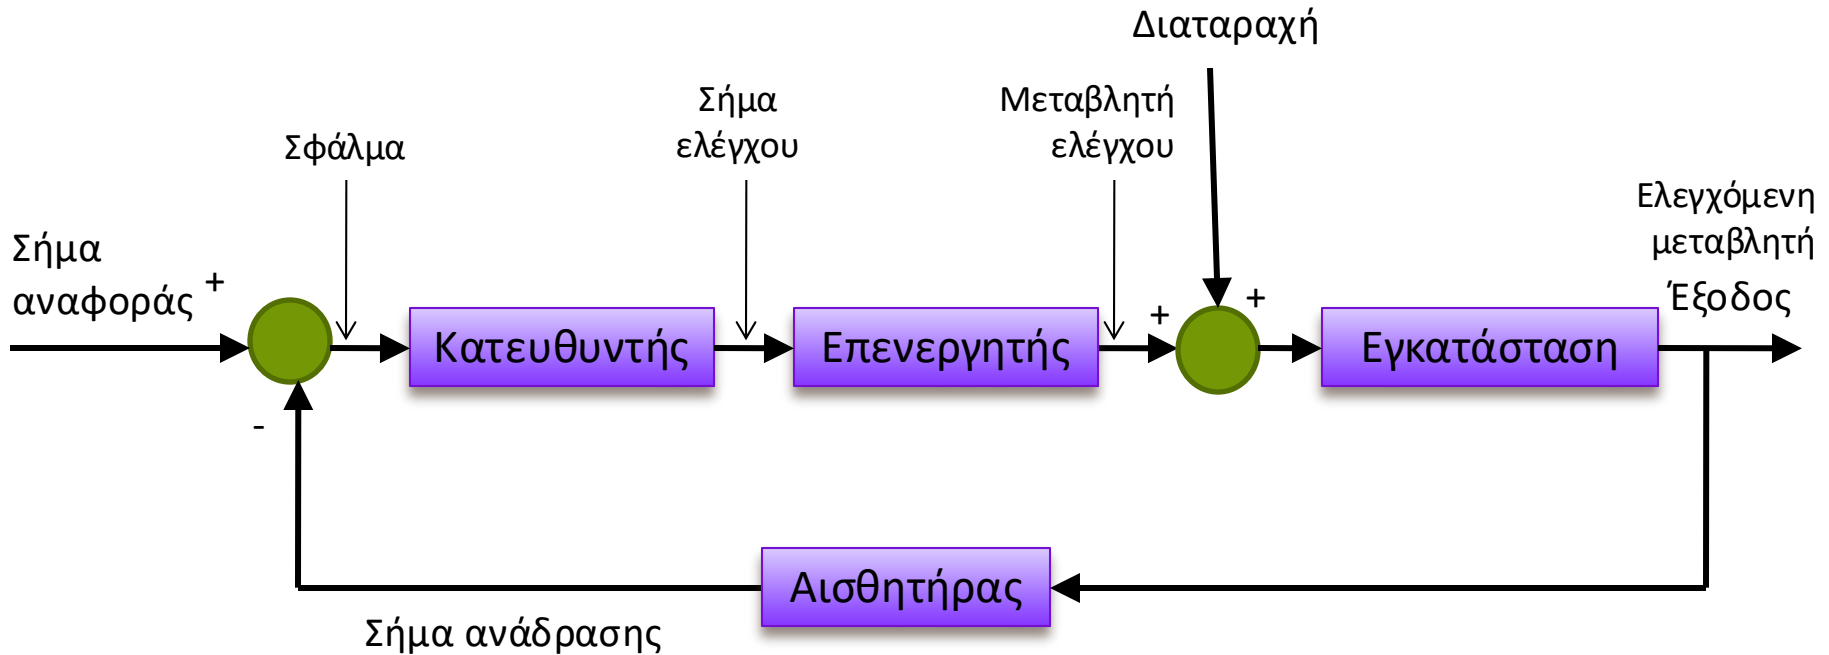 Διαταραχή
Σήμα
ελέγχου
Μεταβλητή
ελέγχου
Σφάλμα
Ελεγχόμενη
μεταβλητή
Έξοδος
Σήμα
αναφοράς
+
+
+
Κατευθυντής
Επενεργητής
Εγκατάσταση
-
Αισθητήρας
Σήμα ανάδρασης